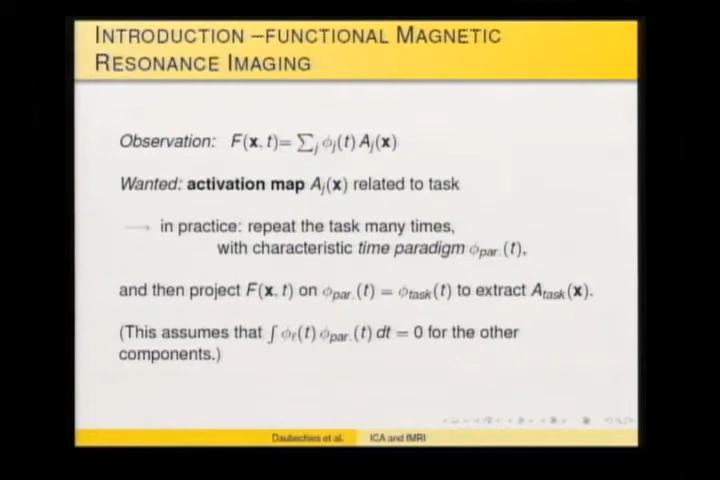 INTRODUCTION –FUNCTIONAL MAGNETIC
RESONANCE IMAGING
Observation: F(x, t)= ∑j ϕj(t) Aj(x)
Wanted: activation map Aj(x) related to task
⟶ in practice: repeat the task many times,
with characteristic time paradigm ϕpar.(t),
and then project F(x, t) on ϕpar.(t) = ϕtask(t) to extract Atask(x).
(This assumes that ∫ ϕℓ(t) ϕpar.(t) dt = 0 for the other
components.)
Daubechies et al. ICA and fMRI